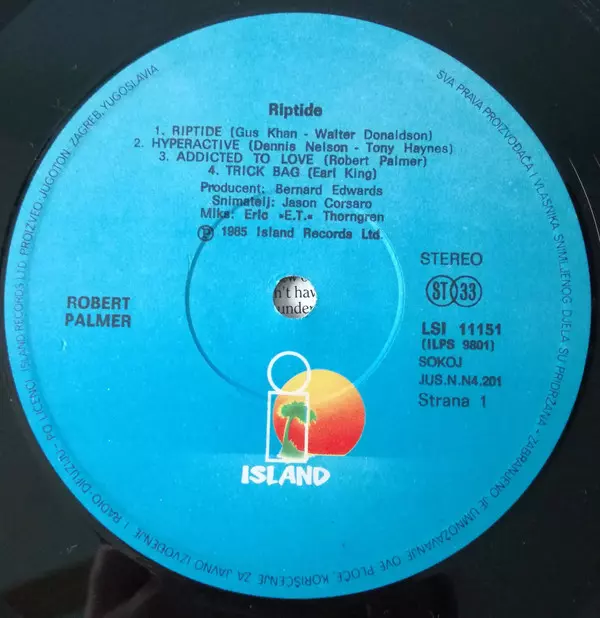 Riptide
1. RIPTIDE (Gus Khan - Walter Donaldson)
2. HYPERACTIVE (Dennis Nelson - Tony Haynes)
3. ADDICTED TO LOVE (Robert Palmer)
4. TRICK BAG (Earl King)
Producent: Bernard Edwards
Snimatelj: Jason Corsaro
Miks: Eric »E.T.« Thorngren
Ⓟ 1985 Island Records Ltd.
ROBERT
PALMER
STEREO
ST 33
LSI 11151
(ILPS 9801)
SOKOJ
JUS.N.N4.201
Strana 1
n't hav
under
ISLAND
SVA PRAVA PROIZVOĐAČA I VLASNIKA SNIMLJENOG DJELA SU PRIDRŽANA - ZABRANJENO JE UMNOŽAVANJE OVE PLOČE, KORIŠĆENJE ZA JAVNO IZVOĐENJE I RADIO-DIFUZIJU - PO LICENCI ISLAND RECORDS LTD PROIZVEO JUGOTON ZAGREB, YUGOSLAVIA